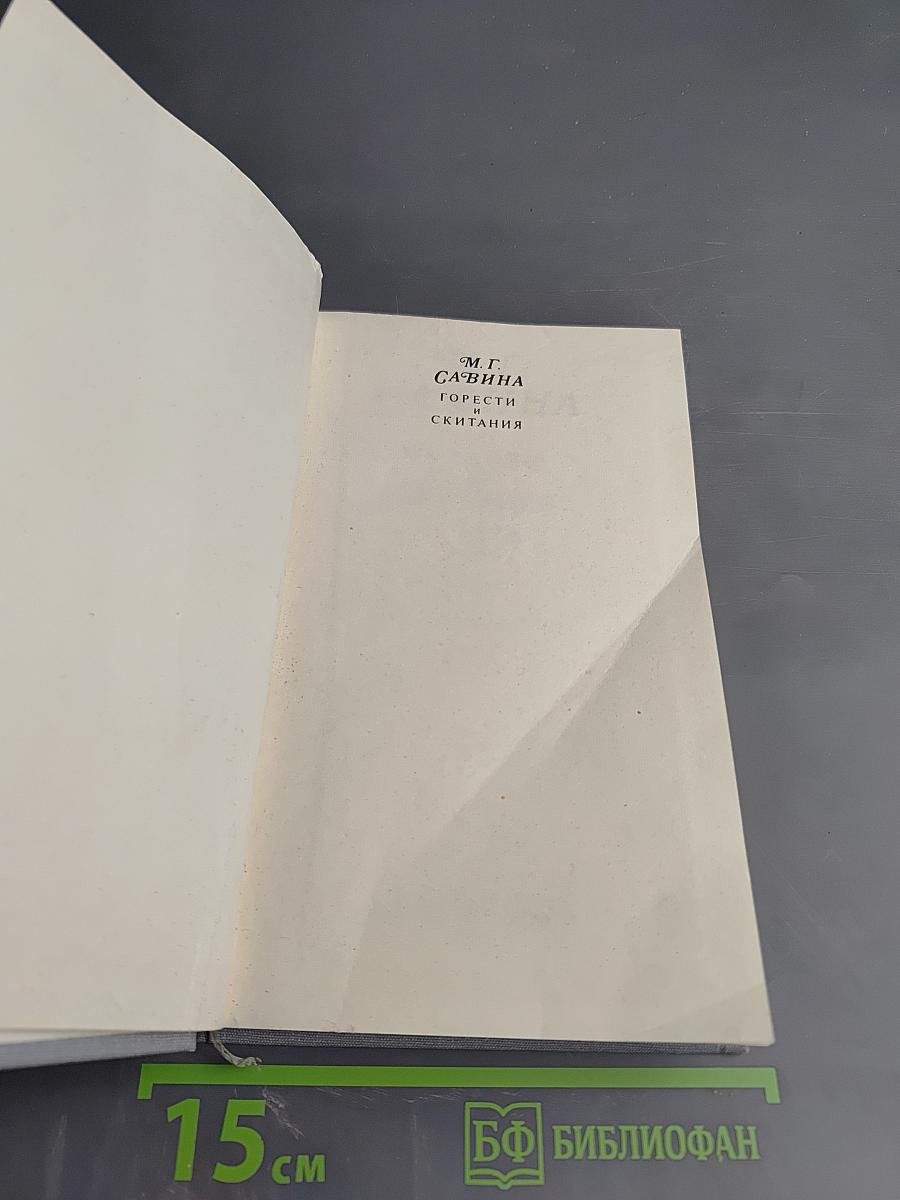 М. Г.
САВИНА
ГОРЕСТИ
и
СКИТАНИЯ
15 см
БФ БИБЛИОФАН